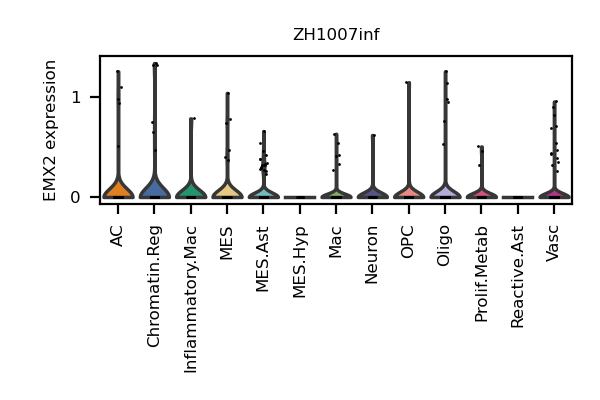 ZH1007inf
EMX2 expression
1
0
AC
Chromatin.Reg
Inflammatory.Mac
MES
MES.Ast
MES.Hyp
Mac
Neuron
OPC
Oligo
Prolif.Metab
Reactive.Ast
Vasc